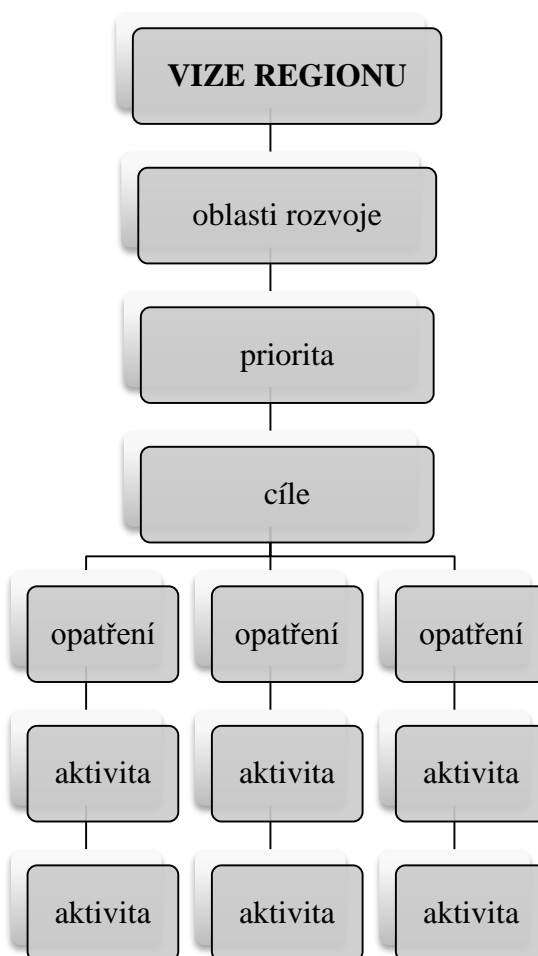 VIZE REGIONU
oblasti rozvoje
priorita
cíle
opatření opatření opatření
aktivita aktivita aktivita
aktivita aktivita aktivita